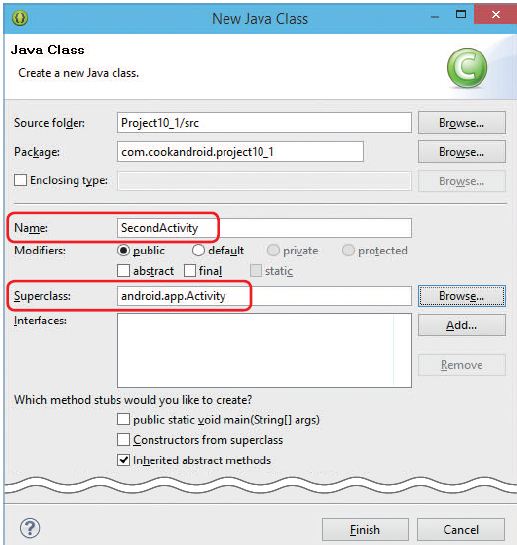 New Java Class
Java Class
Create a new Java class.
Source folder: Project10_1/src Browse...
Package: com.cookandroid.project10_1 Browse...
Enclosing type: Browse...
Name: SecondActivity
Modifiers: public default private protected
abstract final static
Superclass: android.app.Activity Browse...
Interfaces: Add...
Remove
Which method stubs would you like to create?
public static void main(String[] args)
Constructors from superclass
Inherited abstract methods
? Finish Cancel